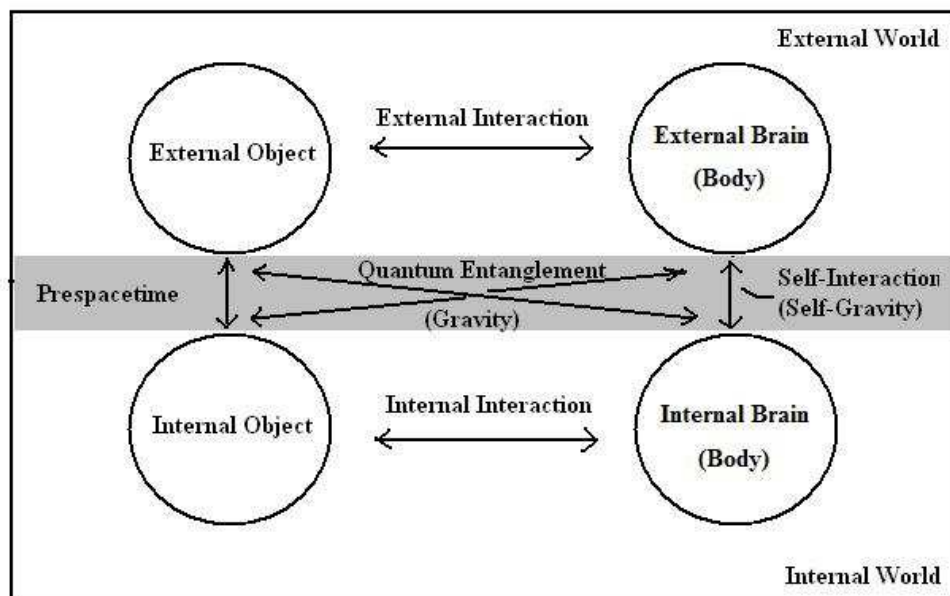 External World
External Interaction
External Object
External Brain
(Body)
Quantum Entanglement
Prespacetime
Self-Interaction
(Self-Gravity)
(Gravity)
Internal Interaction
Internal Object
Internal Brain
(Body)
Internal World